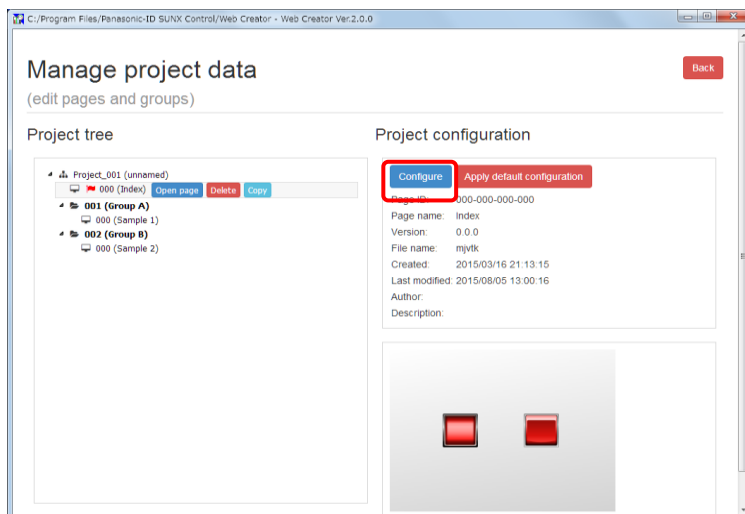 C:/Program Files/Panasonic-ID SUNX Control/Web Creator - Web Creator Ver.2.0.0
Manage project data
Back
(edit pages and groups)
Project tree
Project_001 (unnamed)
000 (Index) Open page Delete Copy
001 (Group A)
000 (Sample 1)
002 (Group B)
000 (Sample 2)
Project configuration
Configure Apply default configuration
Page ID: 000-000-000-000
Page name: Index
Version: 0.0.0
File name: mjvtk
Created: 2015/03/16 21:13:15
Last modified: 2015/08/05 13:00:16
Author:
Description: